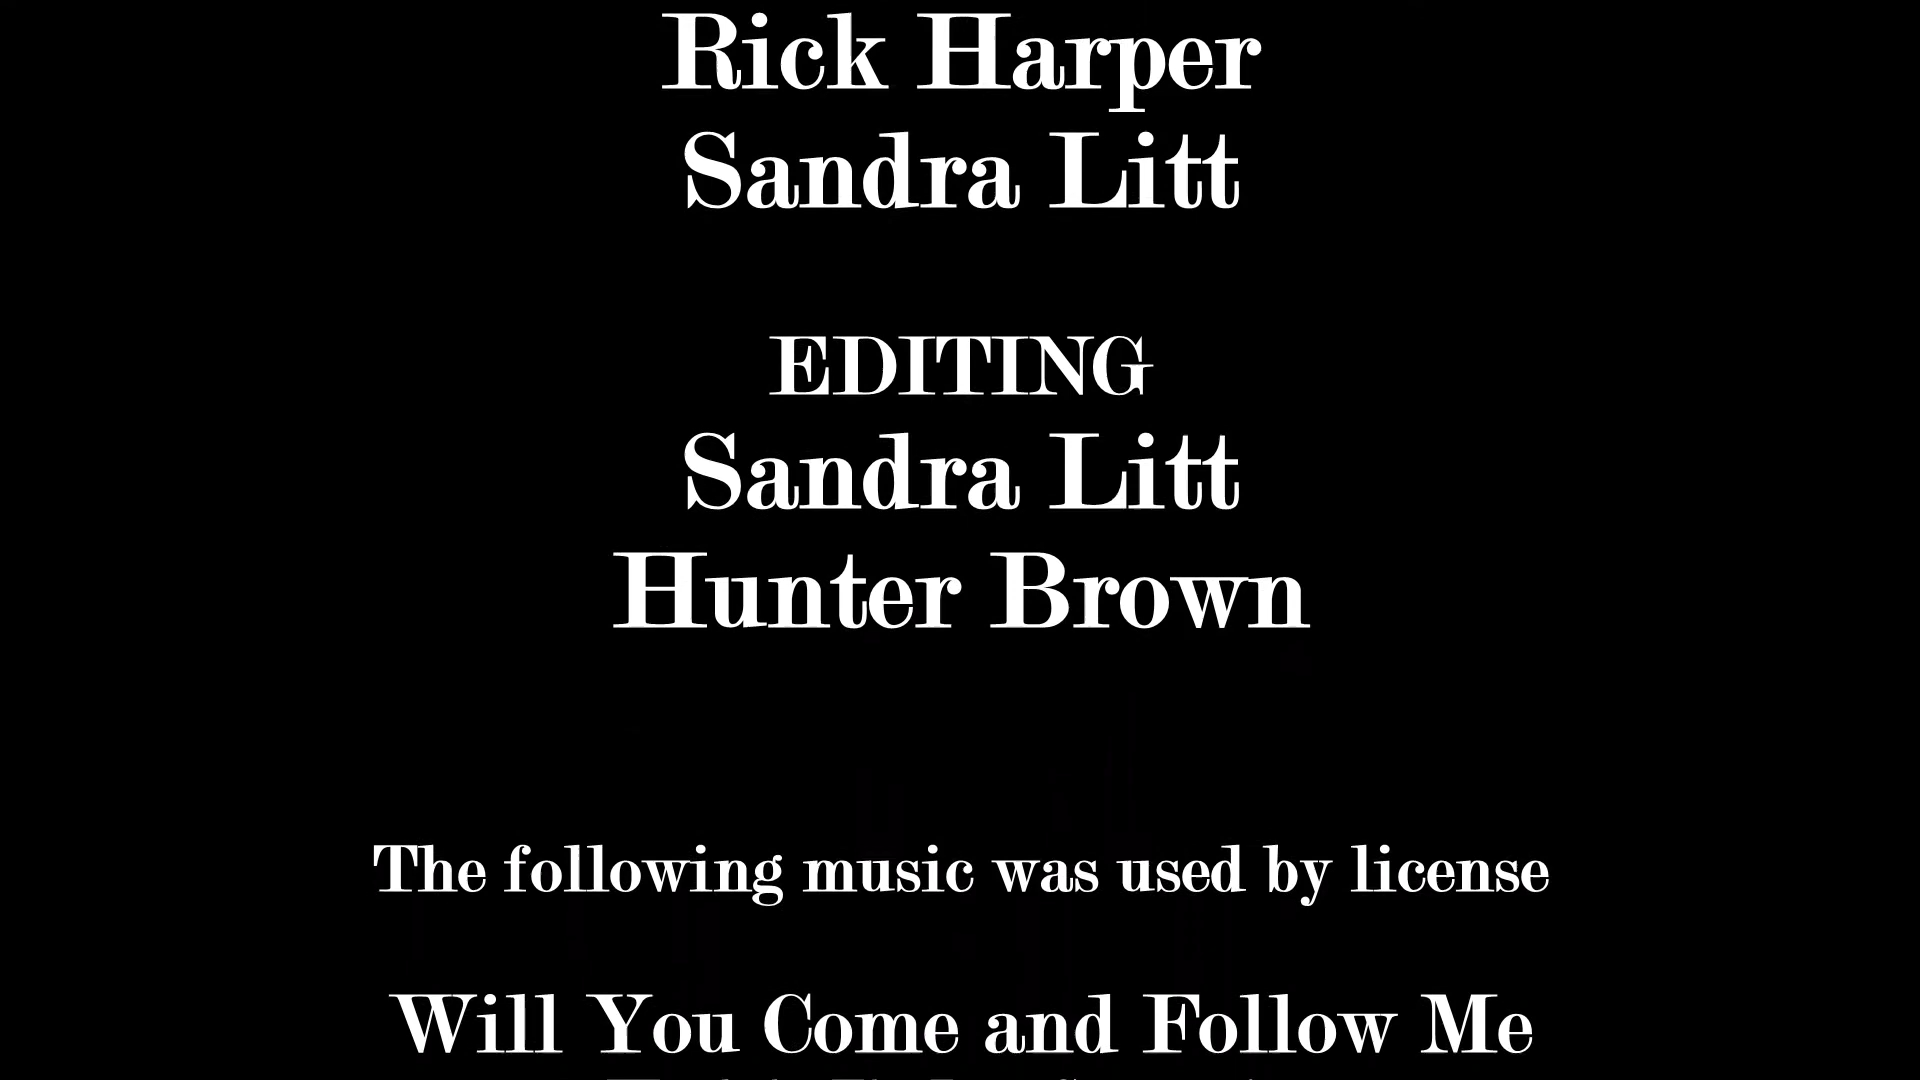 Rick Harper
Sandra Litt
EDITING
Sandra Litt
Hunter Brown
The following music was used by license
Will You Come and Follow Me